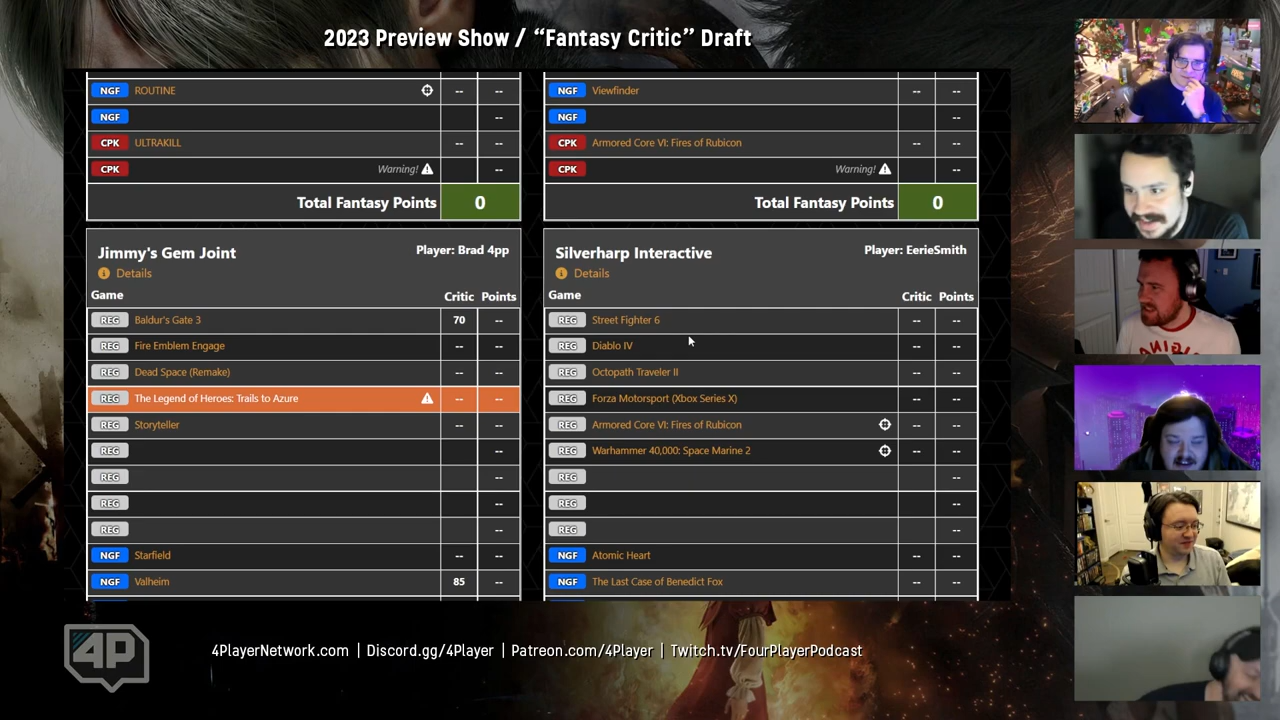 2023 Preview Show / “Fantasy Critic” Draft
NGF ROUTINE -- --
NGF --
CPK ULTRAKILL -- --
CPK Warning! --
Total Fantasy Points 0
NGF Viewfinder -- --
NGF --
CPK Armored Core VI: Fires of Rubicon -- --
CPK Warning! --
Total Fantasy Points 0
Jimmy's Gem Joint Player: Brad 4pp
Details
Game Critic Points
REG Baldur's Gate 3 70 --
REG Fire Emblem Engage -- --
REG Dead Space (Remake) -- --
REG The Legend of Heroes: Trails to Azure -- --
REG Storyteller -- --
REG --
REG --
REG --
REG --
NGF Starfield -- --
NGF Valheim 85 --
Silverharp Interactive Player: EerieSmith
Details
Game Critic Points
REG Street Fighter 6 -- --
REG Diablo IV -- --
REG Octopath Traveler II -- --
REG Forza Motorsport (Xbox Series X) -- --
REG Armored Core VI: Fires of Rubicon -- --
REG Warhammer 40,000: Space Marine 2 -- --
REG --
REG --
REG --
NGF Atomic Heart -- --
NGF The Last Case of Benedict Fox -- --
4P
4PlayerNetwork.com | Discord.gg/4Player | Patreon.com/4Player | Twitch.tv/FourPlayerPodcast